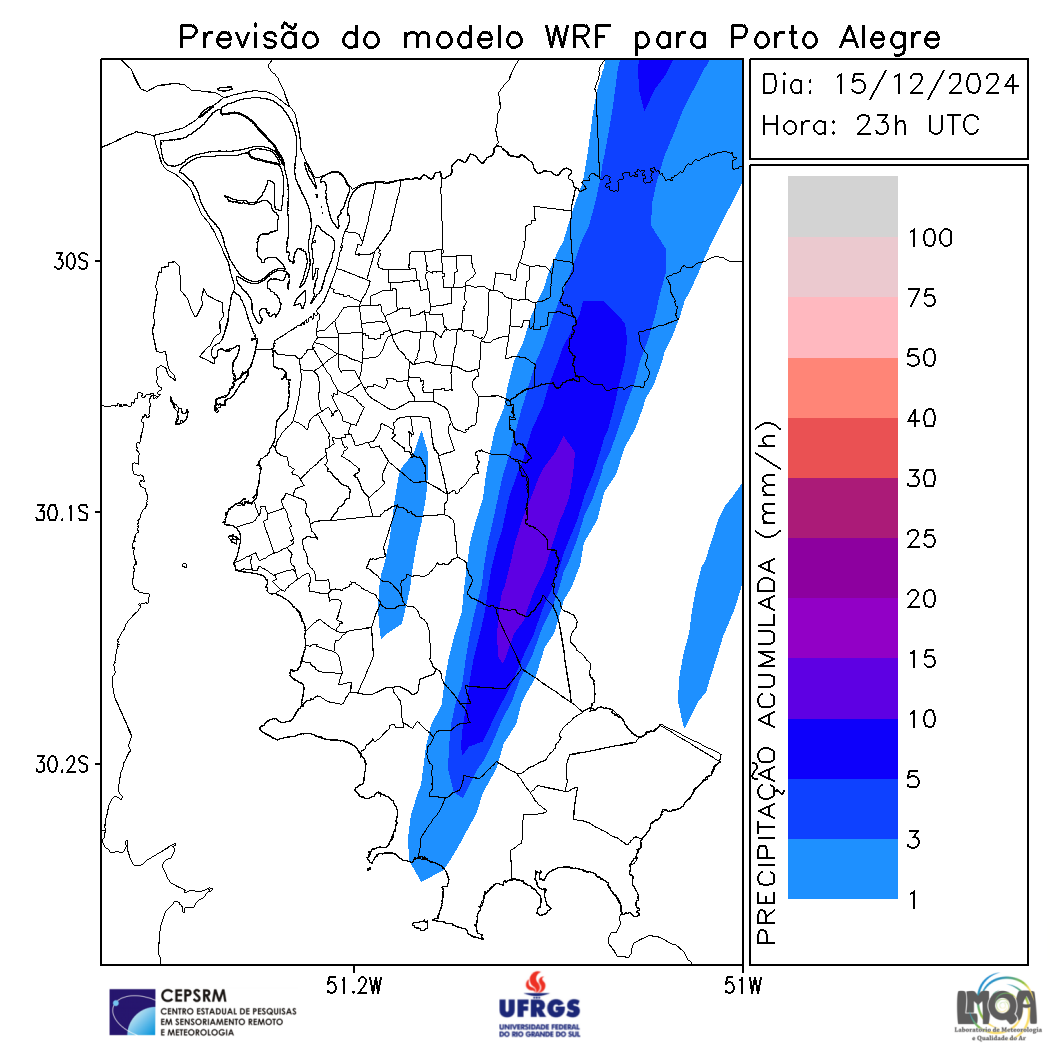 Previsão do modelo WRF para Porto Alegre
Dia: 15/12/2024
Hora: 23h UTC
30S
30.1S
30.2S
51.2W
51W
PRECIPITAÇÃO ACUMULADA (mm/h)
100
75
50
40
30
25
20
15
10
5
3
1
CEPSRM
CENTRO ESTADUAL DE PESQUISAS
EM SENSORIAMENTO REMOTO
E METEOROLOGIA
UFRGS
UNIVERSIDADE FEDERAL
DO RIO GRANDE DO SUL
LMQA
Laboratório de Meteorologia
e Qualidade do Ar